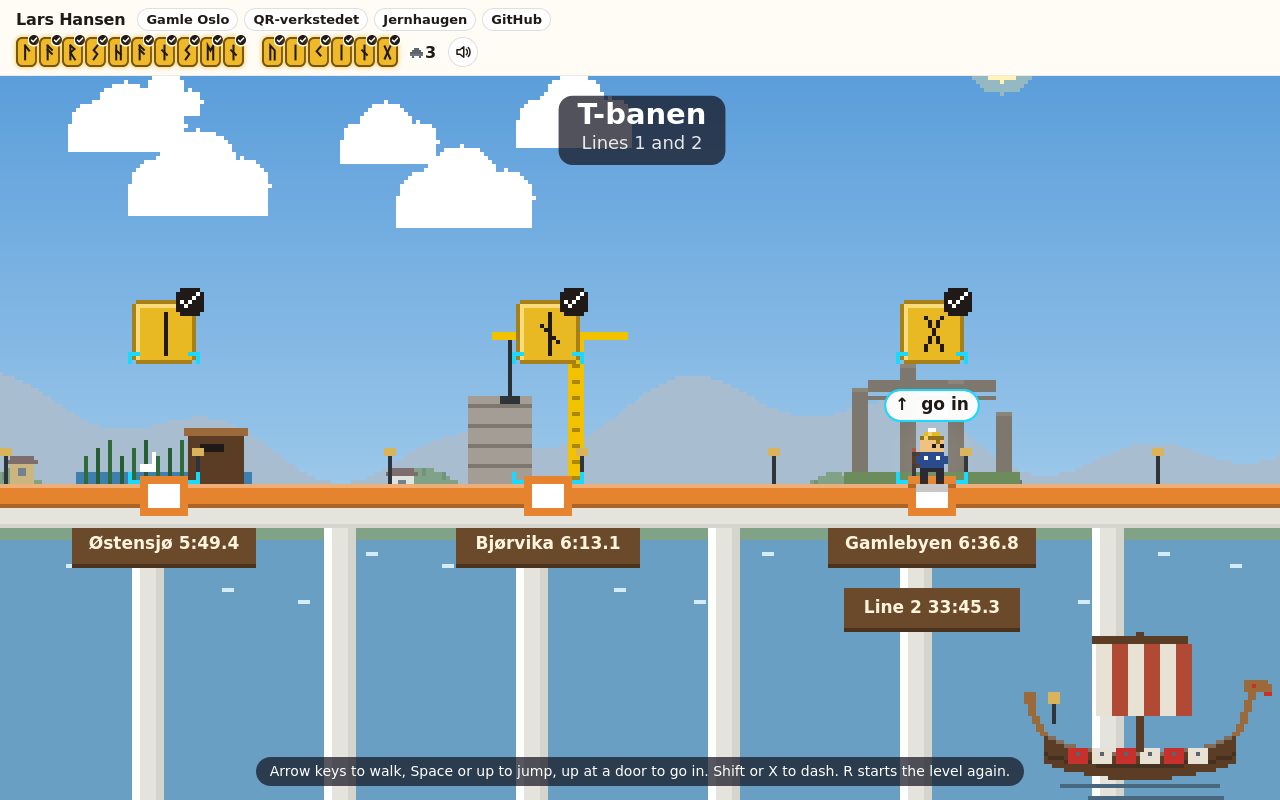 Lars Hansen Gamle Oslo QR-verkstedet Jernhaugen GitHub
ᛚᚨᚱᛊᚺᚨᚾᛊᛖᚾ ᚢᛁᚲᛁᚾᚷ 3
T-banen
Lines 1 and 2
ᛁ ᚾ ᚷ
↑ go in
Østensjø 5:49.4 Bjørvika 6:13.1 Gamlebyen 6:36.8
Line 2 33:45.3
Arrow keys to walk, Space or up to jump, up at a door to go in. Shift or X to dash. R starts the level again.